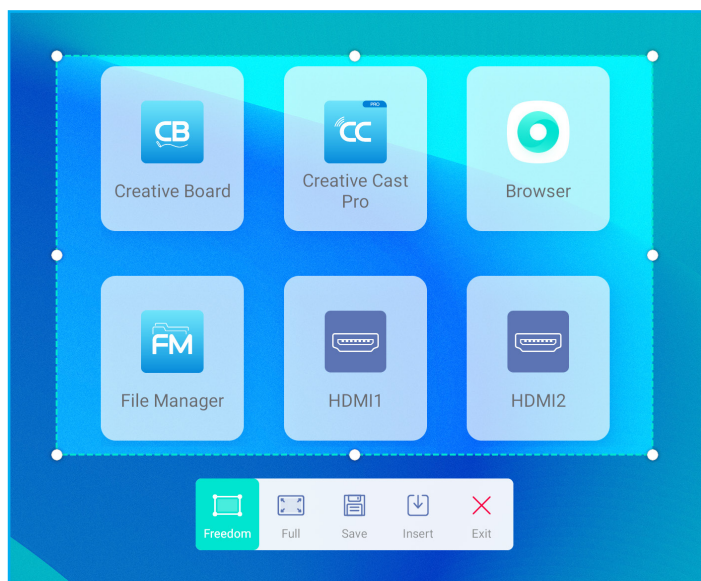 CB
Creative Board
PRO
CC
Creative Cast
Pro
Browser
FM
File Manager
HDMI1
HDMI2
Freedom
Full
Save
Insert
Exit